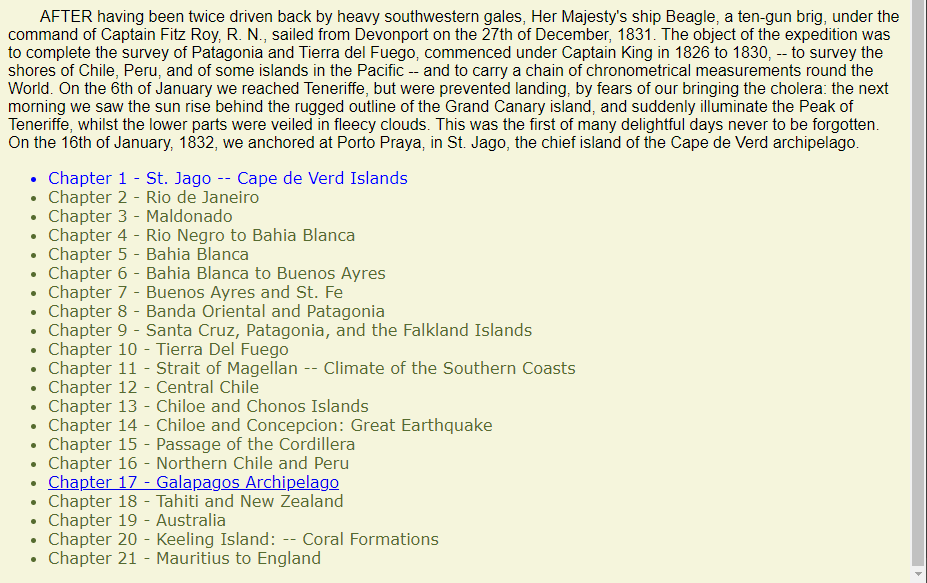 AFTER having been twice driven back by heavy southwestern gales, Her Majesty's ship Beagle, a ten-gun brig, under the
command of Captain Fitz Roy, R. N., sailed from Devonport on the 27th of December, 1831. The object of the expedition was
to complete the survey of Patagonia and Tierra del Fuego, commenced under Captain King in 1826 to 1830, -- to survey the
shores of Chile, Peru, and of some islands in the Pacific -- and to carry a chain of chronometrical measurements round the
World. On the 6th of January we reached Teneriffe, but were prevented landing, by fears of our bringing the cholera: the next
morning we saw the sun rise behind the rugged outline of the Grand Canary island, and suddenly illuminate the Peak of
Teneriffe, whilst the lower parts were veiled in fleecy clouds. This was the first of many delightful days never to be forgotten.
On the 16th of January, 1832, we anchored at Porto Praya, in St. Jago, the chief island of the Cape de Verd archipelago.
• Chapter 1 - St. Jago -- Cape de Verd Islands
• Chapter 2 - Rio de Janeiro
• Chapter 3 - Maldonado
• Chapter 4 - Rio Negro to Bahia Blanca
• Chapter 5 - Bahia Blanca
• Chapter 6 - Bahia Blanca to Buenos Ayres
• Chapter 7 - Buenos Ayres and St. Fe
• Chapter 8 - Banda Oriental and Patagonia
• Chapter 9 - Santa Cruz, Patagonia, and the Falkland Islands
• Chapter 10 - Tierra Del Fuego
• Chapter 11 - Strait of Magellan -- Climate of the Southern Coasts
• Chapter 12 - Central Chile
• Chapter 13 - Chiloe and Chonos Islands
• Chapter 14 - Chiloe and Concepcion: Great Earthquake
• Chapter 15 - Passage of the Cordillera
• Chapter 16 - Northern Chile and Peru
• Chapter 17 - Galapagos Archipelago
• Chapter 18 - Tahiti and New Zealand
• Chapter 19 - Australia
• Chapter 20 - Keeling Island: -- Coral Formations
• Chapter 21 - Mauritius to England